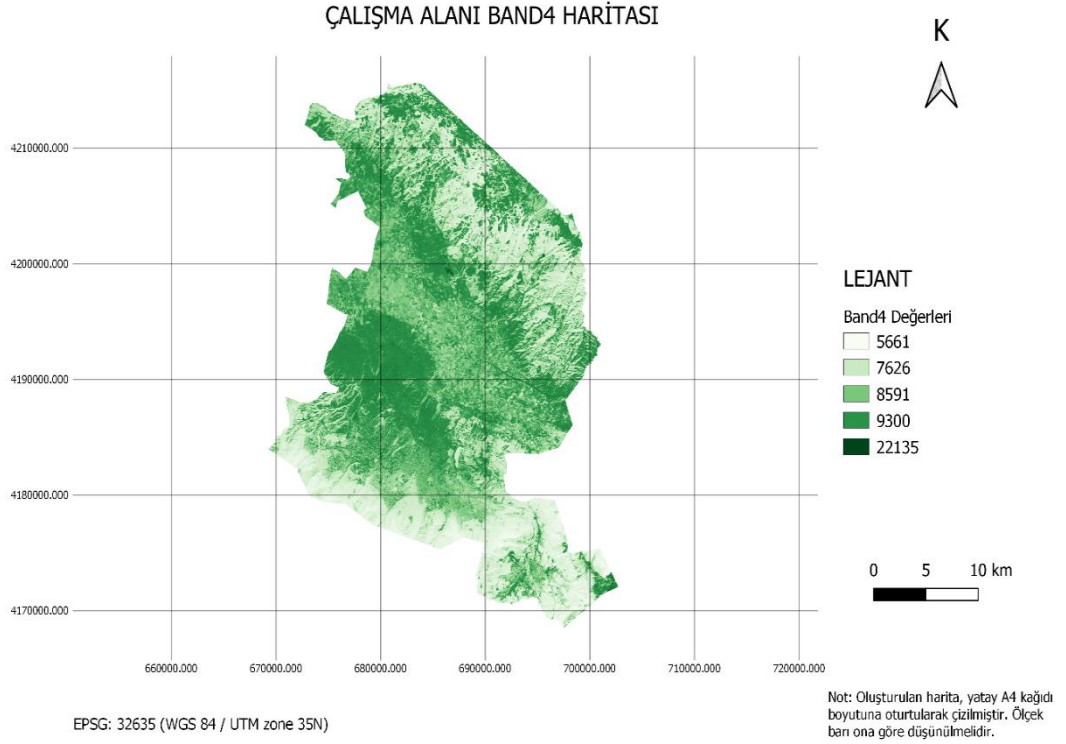 ÇALIŞMA ALANI BAND4 HARİTASI
K
4210000.000
4200000.000
4190000.000
4180000.000
4170000.000
660000.000
670000.000
680000.000
690000.000
700000.000
710000.000
720000.000
LEJANT
Band4 Değerleri
5661
7626
8591
9300
22135
0 5 10 km
EPSG: 32635 (WGS 84 / UTM zone 35N)
Not: Oluşturulan harita, yatay A4 kağıdı
boyutuna oturtularak çizilmiştir. Ölçek
barı ona göre düşünülmelidir.